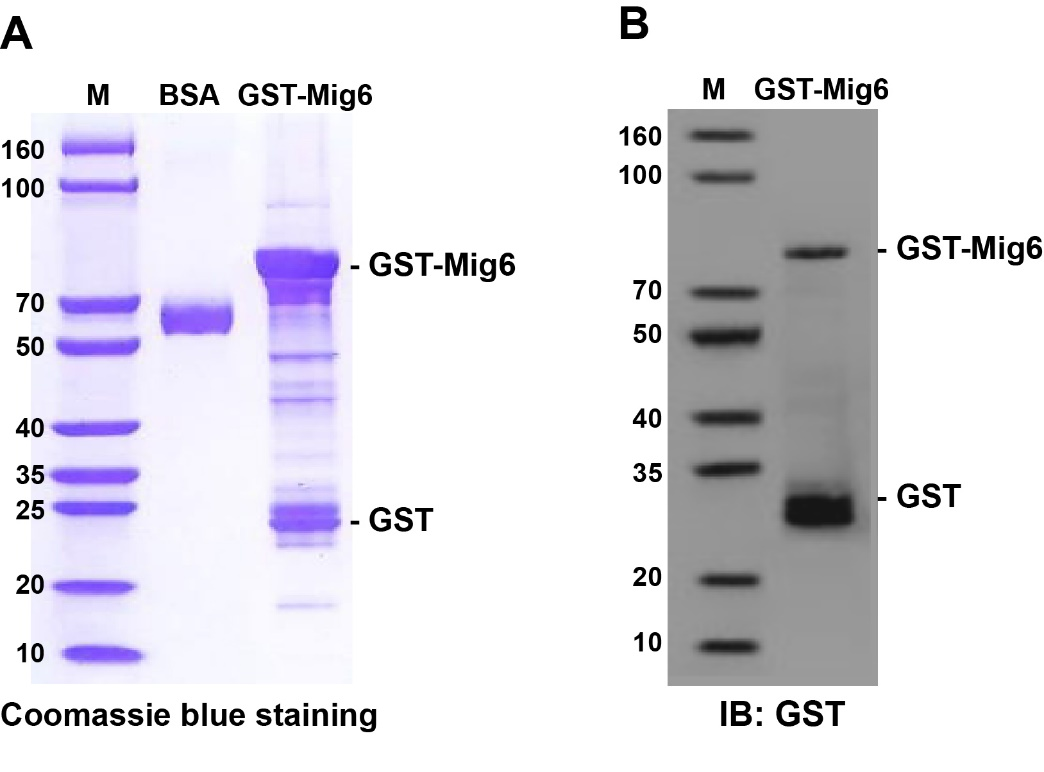 A
M BSA GST-Mig6
160
100
- GST-Mig6
70
50
40
35
25
- GST
20
10
Coomassie blue staining
B
M GST-Mig6
160
100
- GST-Mig6
70
50
40
35
- GST
20
10
IB: GST